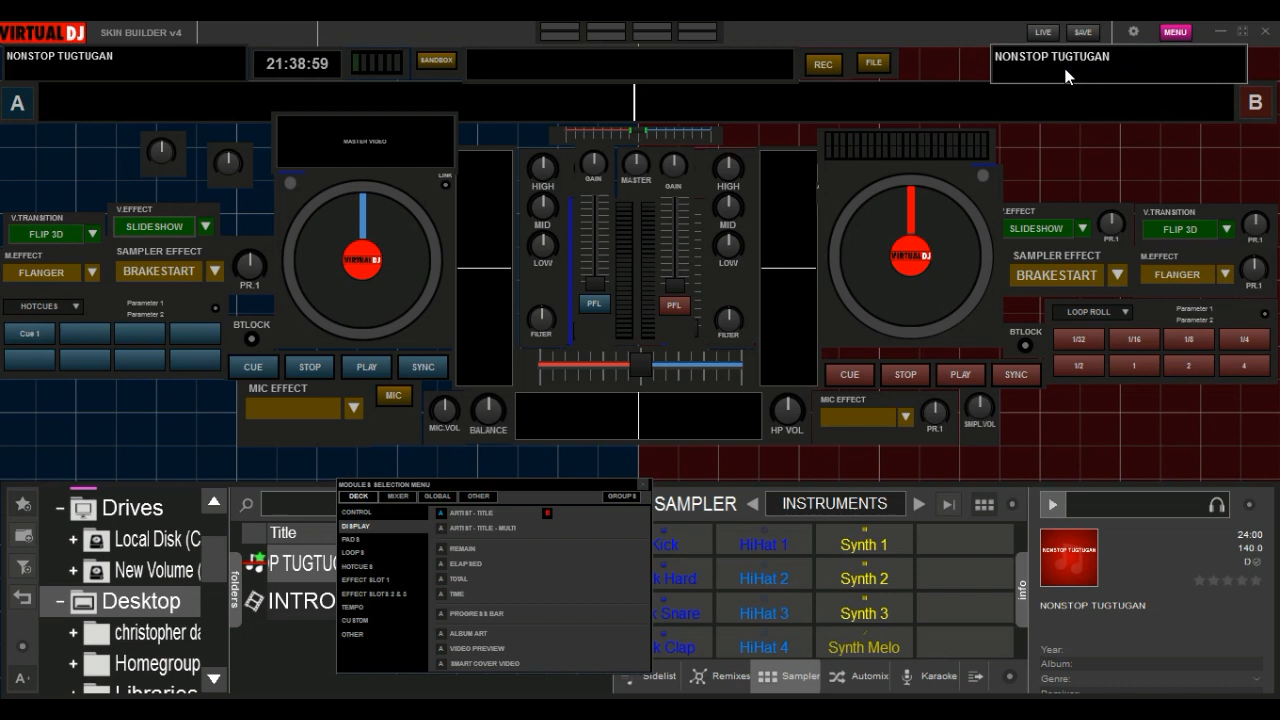 VIRTUAL DJ
SKIN BUILDER v4
LIVE
SAVE
MENU
NONSTOP TUGTUGAN
21:38:59
SANDBOX
REC
FILE
NONSTOP TUGTUGAN
A
B
MASTER VIDEO
LINK
V.TRANSITION
FLIP 3D
V.EFFECT
SLIDESHOW
M.EFFECT
FLANGER
SAMPLER EFFECT
BRAKE START
PR.1
HOTCUES
Parameter 1
Parameter 2
Cue 1
BTLOCK
VIRTUAL DJ
CUE
STOP
PLAY
SYNC
MIC EFFECT
MIC
MIC.VOL
BALANCE
HIGH
MID
LOW
FILTER
GAIN
MASTER
GAIN
PFL
PFL
HIGH
MID
LOW
FILTER
HP VOL
VIRTUAL DJ
CUE
STOP
PLAY
SYNC
V.EFFECT
SLIDESHOW
PR.1
V.TRANSITION
FLIP 3D
PR.1
SAMPLER EFFECT
BRAKE START
M.EFFECT
FLANGER
PR.1
LOOP ROLL
Parameter 1
Parameter 2
BTLOCK
1/32
1/16
1/8
1/4
1/2
1
2
4
MIC EFFECT
PR.1
SMPL.VOL
Drives
Local Disk (C
New Volume (
Desktop
christopher da
Homegroup
Libraries
A+
folders
Title
P TUGTUG
INTRO
MODULES SELECTION MENU
DECK
MIXER
GLOBAL
OTHER
GROUPS
CONTROL
DISPLAY
PADS
LOOPS
HOTCUES
EFFECT SLOT 1
EFFECT SLOTS 2 & 3
TEMPO
CUSTOM
OTHER
A ARTIST - TITLE B
A ARTIST - TITLE - MULTI
A REMAIN
A ELAPSED
A TOTAL
A TIME
A PROGRESS BAR
A ALBUM ART
A VIDEO PREVIEW
A SMART COVER VIDEO
SAMPLER
INSTRUMENTS
Kick
HiHat 1
Synth 1
k Hard
HiHat 2
Synth 2
k Snare
HiHat 3
Synth 3
k Clap
HiHat 4
Synth Melo
Sidelist
Remixes
Sampler
Automix
Karaoke
info
NONSTOP TUGTUGAN
24:00
140.0
D
NONSTOP TUGTUGAN
Year:
Album:
Genre: